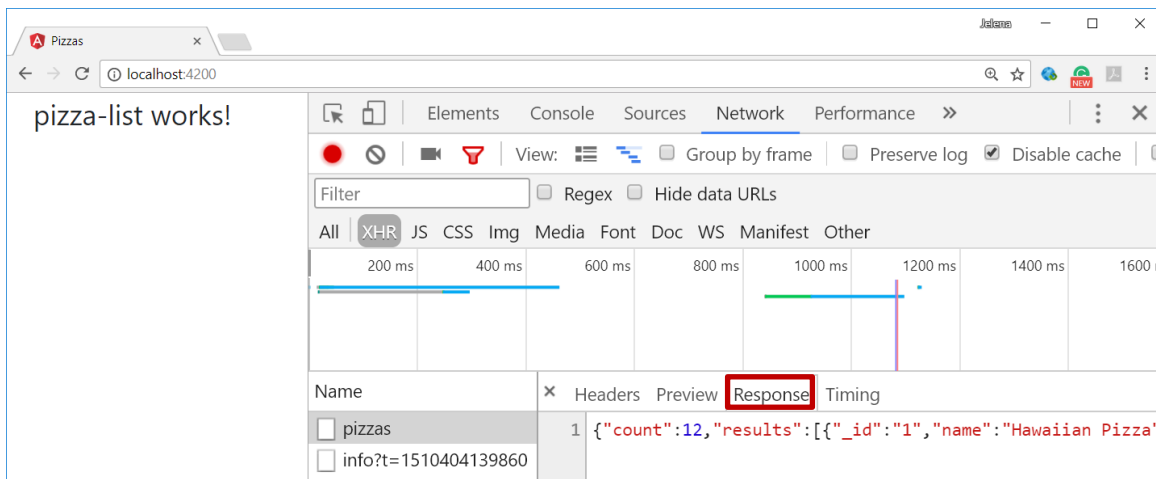 Jelena
Pizzas
localhost:4200
NEW
pizza-list works!
Elements Console Sources Network Performance
View: Group by frame Preserve log Disable cache
Filter Regex Hide data URLs
All XHR JS CSS Img Media Font Doc WS Manifest Other
200 ms 400 ms 600 ms 800 ms 1000 ms 1200 ms 1400 ms 1600
Name Headers Preview Response Timing
pizzas 1 {"count":12,"results":[{"_id":"1","name":"Hawaiian Pizza"
info?t=1510404139860